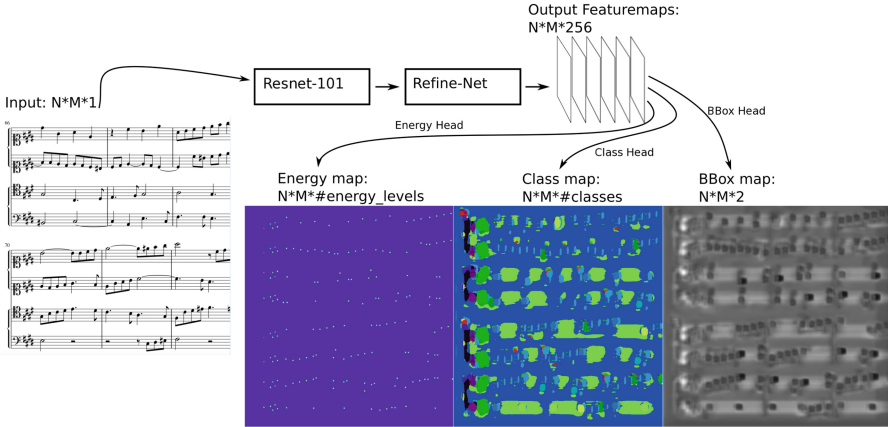 Output Featuremaps:
N*M*256
Resnet-101
Refine-Net
Input: N*M*1
BBox Head
Energy Head
Class Head
Energy map:
N*M*#energy_levels
Class map:
N*M*#classes
BBox map:
N*M*2